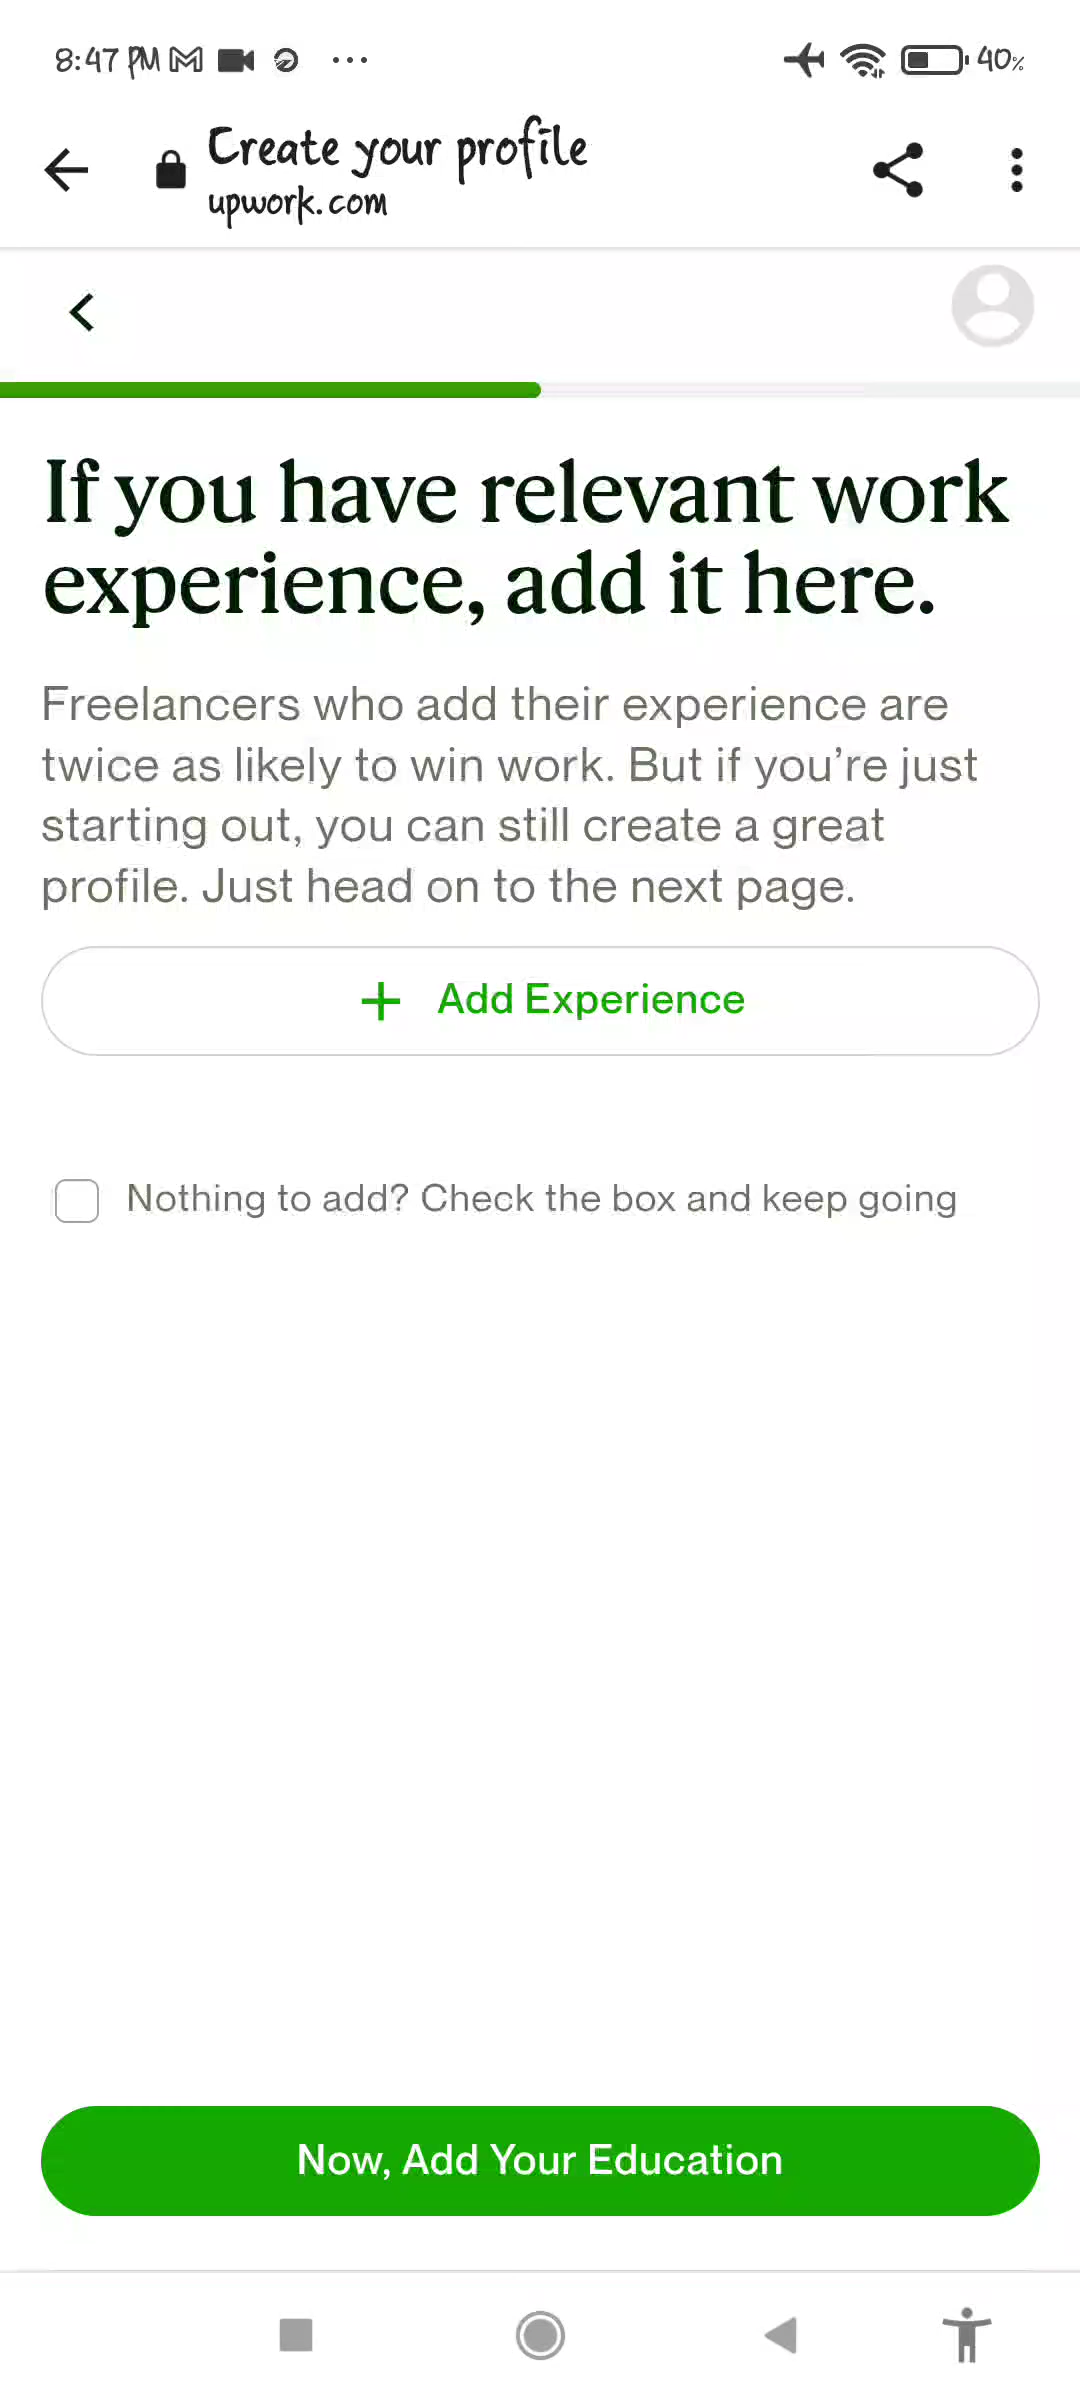 8:47 PM ... 40%
Create your profile
upwork.com
If you have relevant work
experience, add it here.
Freelancers who add their experience are
twice as likely to win work. But if you’re just
starting out, you can still create a great
profile. Just head on to the next page.
+ Add Experience
Nothing to add? Check the box and keep going
Now, Add Your Education